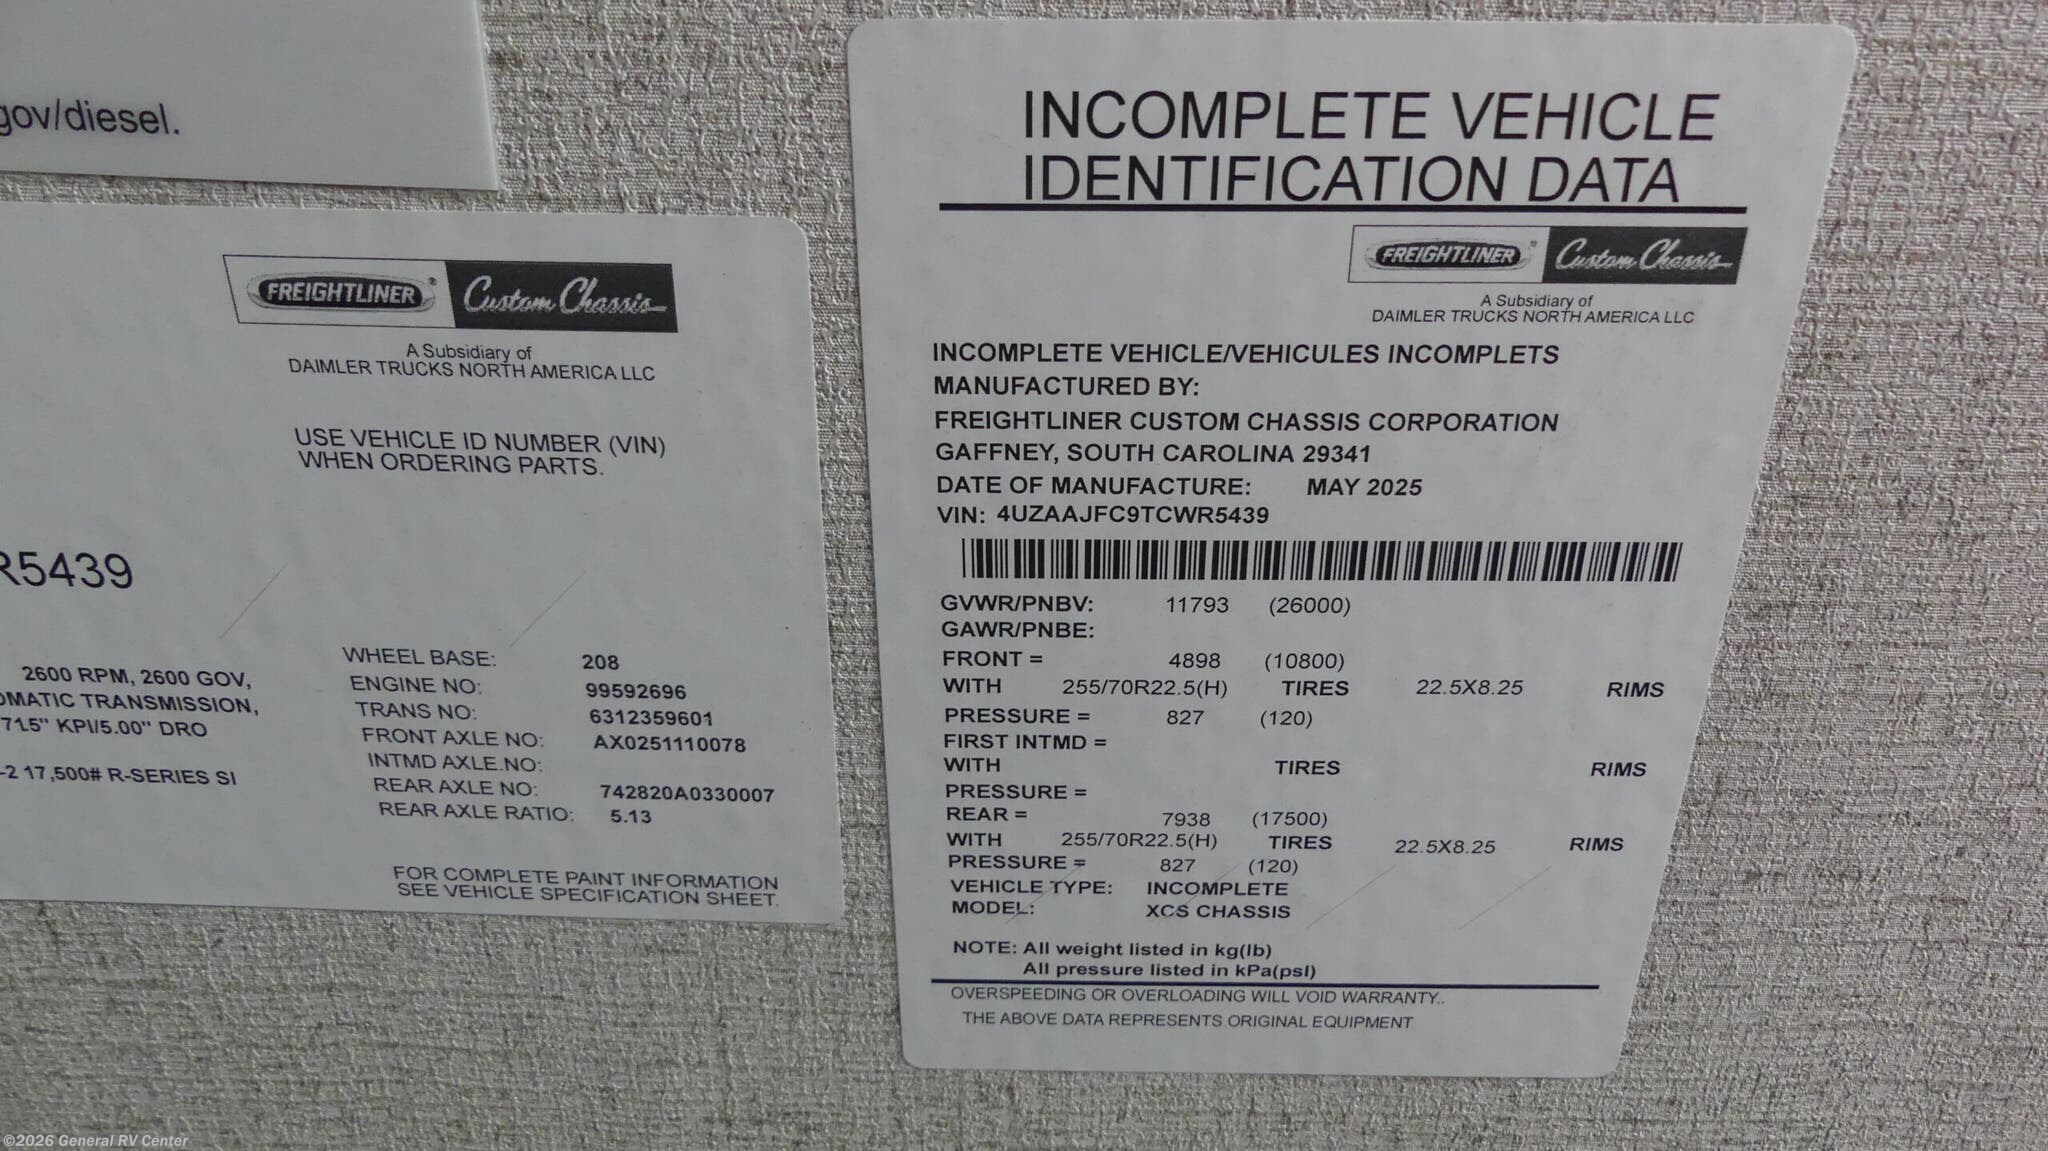 gov/diesel.
FREIGHTLINER® Custom Chassis
A Subsidiary of
DAIMLER TRUCKS NORTH AMERICA LLC
USE VEHICLE ID NUMBER (VIN)
WHEN ORDERING PARTS.
R5439
2600 RPM, 2600 GOV,
OMATIC TRANSMISSION,
KPI/5.00" DRO
-2 17,500# R-SERIES SI
WHEEL BASE: 208
ENGINE NO: 99592696
TRANS NO: 6312359601
FRONT AXLE NO: AX0251110078
INTMD AXLE.NO:
REAR AXLE NO: 742820A0330007
REAR AXLE RATIO: 5.13
FOR COMPLETE PAINT INFORMATION
SEE VEHICLE SPECIFICATION SHEET.
INCOMPLETE VEHICLE
IDENTIFICATION DATA
FREIGHTLINER® Custom Chassis
A Subsidiary of
DAIMLER TRUCKS NORTH AMERICA LLC
INCOMPLETE VEHICLE/VEHICULES INCOMPLETS
MANUFACTURED BY:
FREIGHTLINER CUSTOM CHASSIS CORPORATION
GAFFNEY, SOUTH CAROLINA 29341
DATE OF MANUFACTURE: MAY 2025
VIN: 4UZAAJFC9TCWR5439
GVWR/PNBV: 11793 (26000)
GAWR/PNBE:
FRONT = 4898 (10800)
WITH 255/70R22.5(H) TIRES 22.5X8.25 RIMS
PRESSURE = 827 (120)
FIRST INTMD =
WITH TIRES RIMS
PRESSURE =
REAR = 7938 (17500)
WITH 255/70R22.5(H) TIRES 22.5X8.25 RIMS
PRESSURE = 827 (120)
VEHICLE TYPE: INCOMPLETE
MODEL: XCS CHASSIS
NOTE: All weight listed in kg(lb)
All pressure listed in kPa(psl)
OVERSPEEDING OR OVERLOADING WILL VOID WARRANTY..
THE ABOVE DATA REPRESENTS ORIGINAL EQUIPMENT
©2026 General RV Center